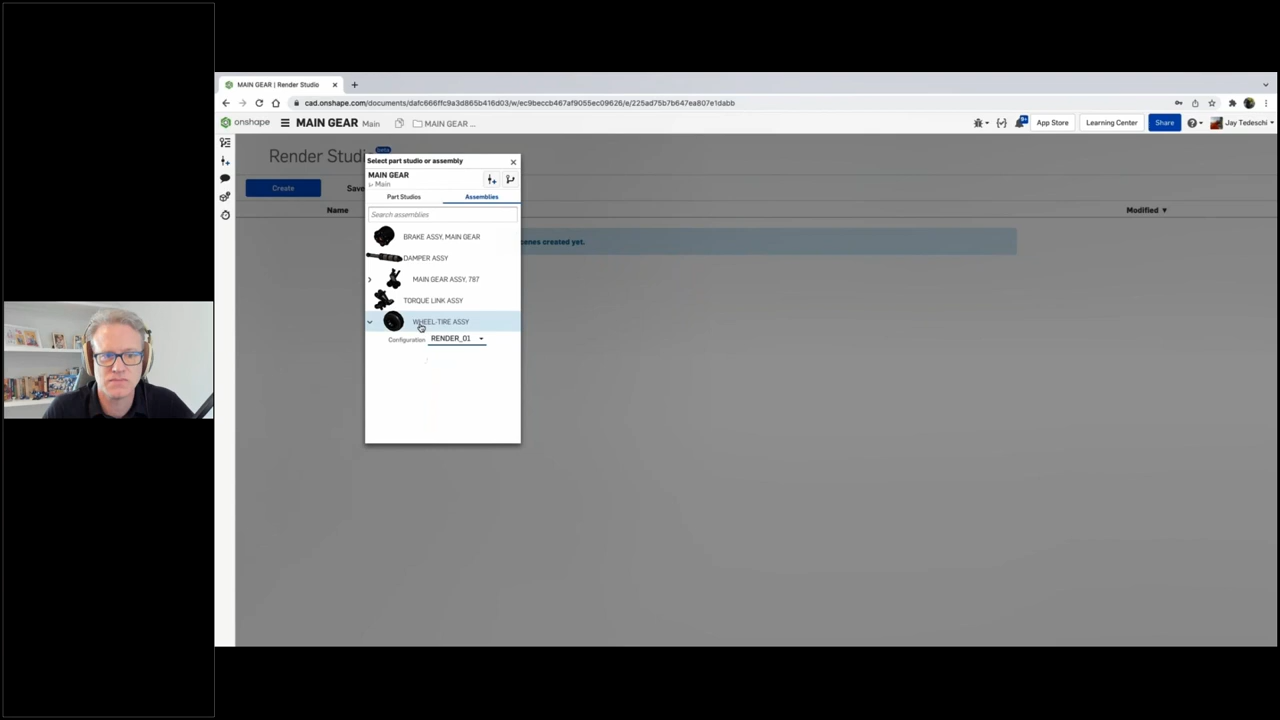 MAIN GEAR | Render Studio
cad.onshape.com/documents/dafc666ffc9a3d865b416d03/w/ec9beccb467af9055ec09626/e/225ad75b7b647ea807e1dabb
onshape MAIN GEAR Main MAIN GEAR ... App Store Learning Center Share Jay Tedeschi
Render Studi beta
Select part studio or assembly
MAIN GEAR
Main
Create Save
Part Studios Assemblies
Name Modified
Search assemblies
BRAKE ASSY, MAIN GEAR
enes created yet.
DAMPER ASSY
MAIN GEAR ASSY, 787
TORQUE LINK ASSY
WHEEL-TIRE ASSY
Configuration RENDER_01